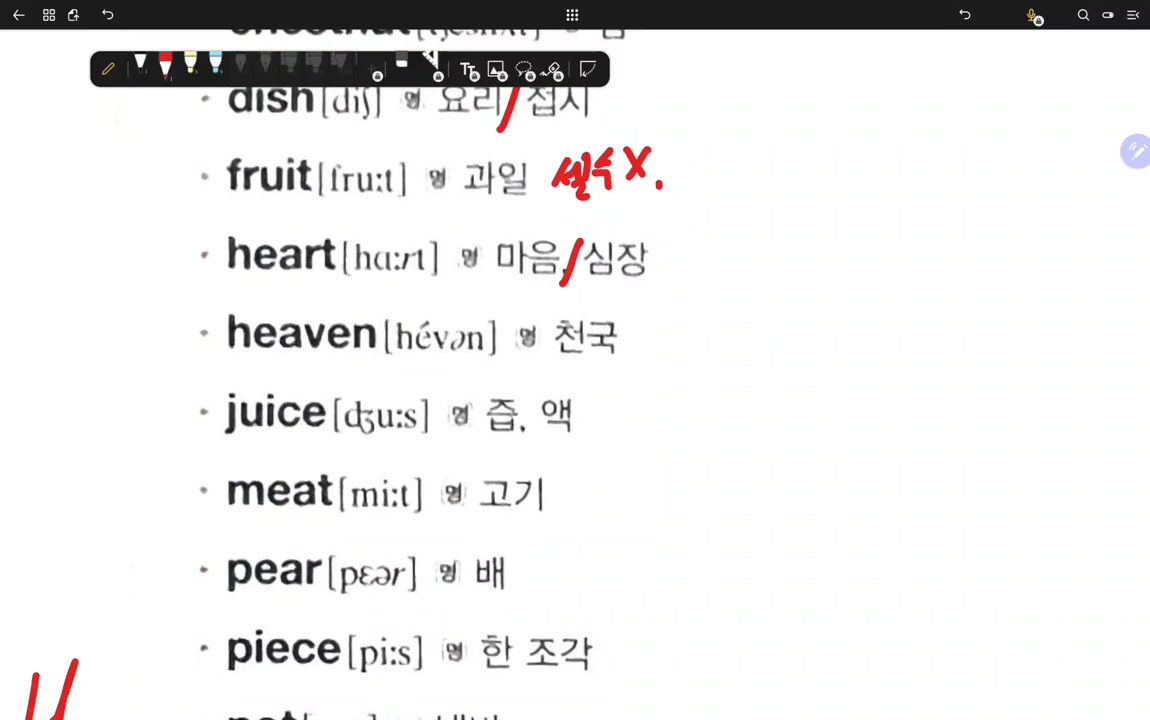 dish[diʃ] 명 요리/접시
fruit[fru:t] 명 과일 셀수 X.
heart[hɑ:rt] 명 마음,/심장
heaven[hévən] 명 천국
juice[ʤu:s] 명 즙, 액
meat[mi:t] 명 고기
pear[pɛər] 명 배
piece[pi:s] 명 한 조각